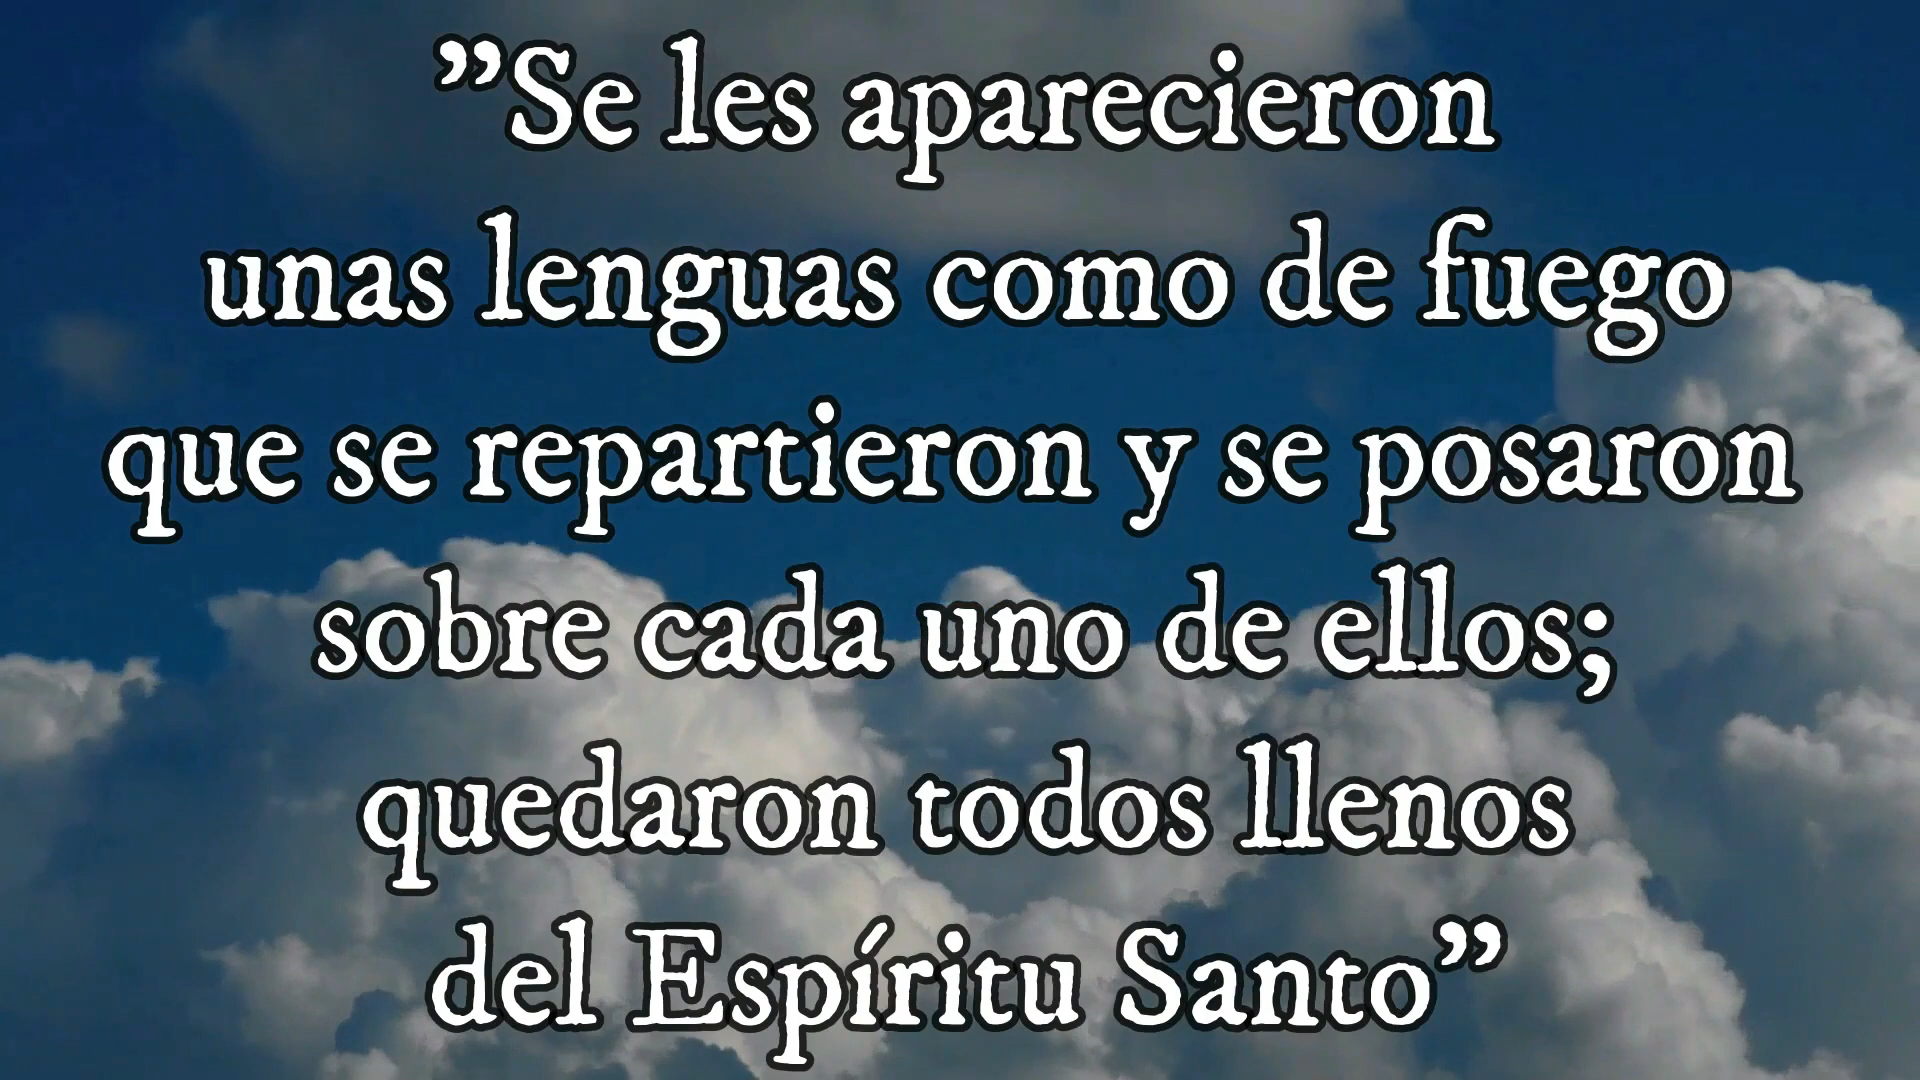 ”Se les aparecieron
unas lenguas como de fuego
que se repartieron y se posaron
sobre cada uno de ellos;
quedaron todos llenos
del Espíritu Santo”